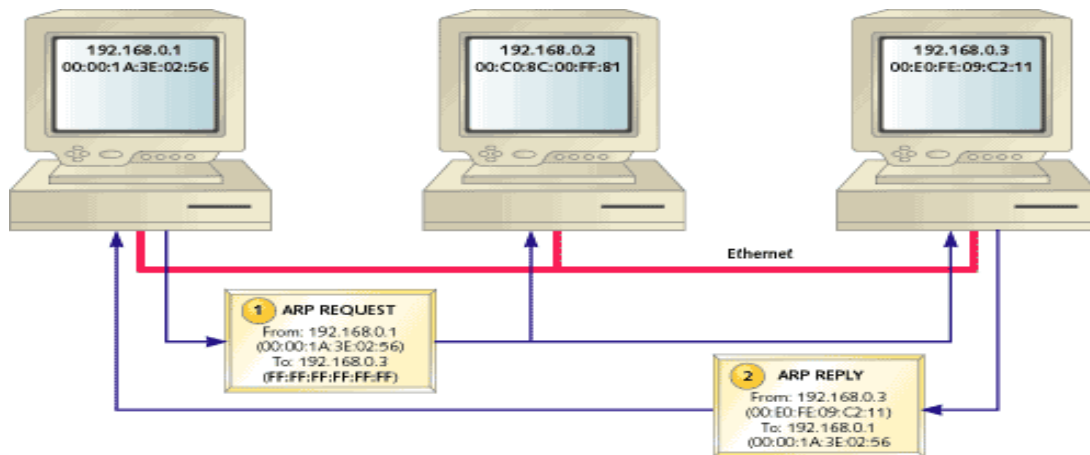 192.168.0.1
00:00:1A:3E:02:56
192.168.0.2
00:C0:8C:00:FF:81
192.168.0.3
00:E0:FE:09:C2:11
Ethernet
1 ARP REQUEST
From: 192.168.0.1
(00:00:1A:3E:02:56)
To: 192.168.0.3
(FF:FF:FF:FF:FF:FF)
2 ARP REPLY
From: 192.168.0.3
(00:E0:FE:09:C2:11)
To: 192.168.0.1
(00:00:1A:3E:02:56